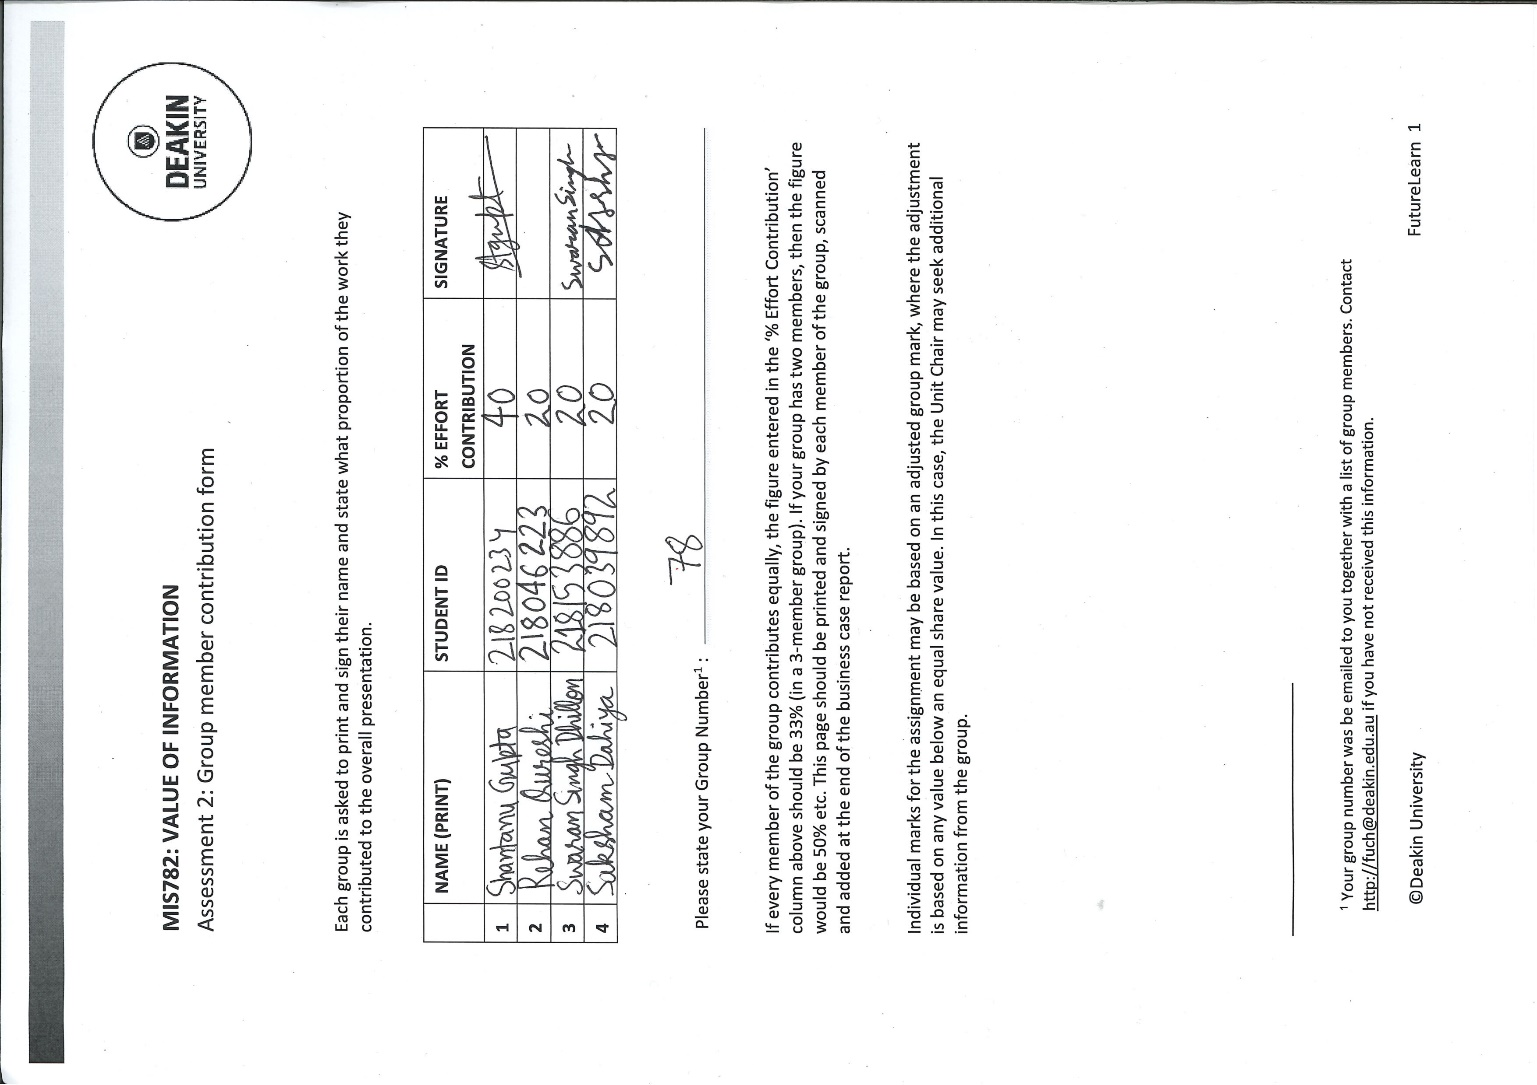 DEAKIN
UNIVERSITY
MIS782: VALUE OF INFORMATION
Assessment 2: Group member contribution form
Each group is asked to print and sign their name and state what proportion of the work they
contributed to the overall presentation.
NAME (PRINT) STUDENT ID % EFFORT CONTRIBUTION SIGNATURE
1 Shantanu Gupta 218200234 40 SGupt
2 Rehan Qureshi 218046223 20
3 Swaran Singh Dhillon 218153886 20 Swaran Singh
4 Saksham Dahiya 218039892 20
Please state your Group Number¹ : 78
If every member of the group contributes equally, the figure entered in the ‘% Effort Contribution’
column above should be 33% (in a 3-member group). If your group has two members, then the figure
would be 50% etc. This page should be printed and signed by each member of the group, scanned
and added at the end of the business case report.
Individual marks for the assignment may be based on an adjusted group mark, where the adjustment
is based on any value below an equal share value. In this case, the Unit Chair may seek additional
information from the group.
¹ Your group number was be emailed to you together with a list of group members. Contact
http://fuch@deakin.edu.au if you have not received this information.
©Deakin University FutureLearn 1